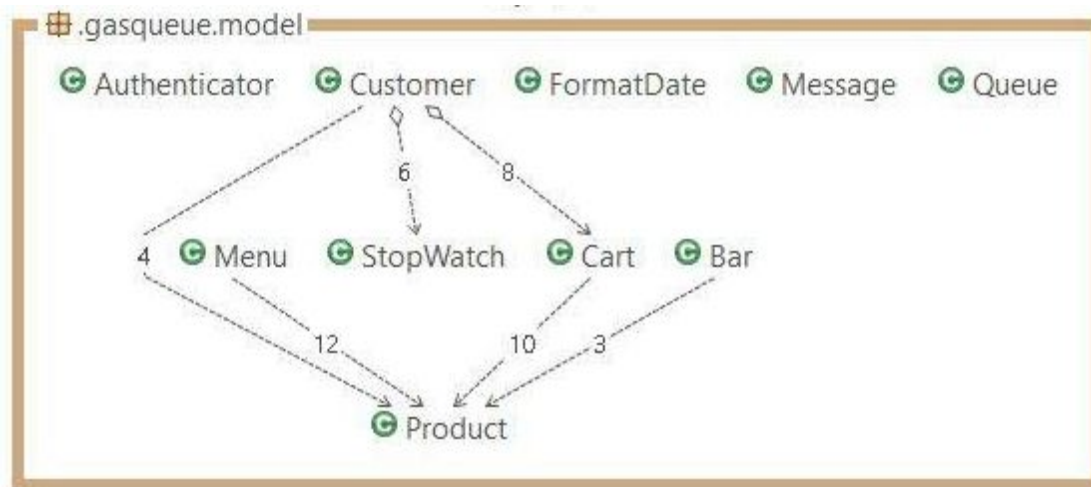 .gasqueue.model
Authenticator Customer FormatDate Message Queue
6 8
4 Menu StopWatch Cart Bar
12 10 3
Product